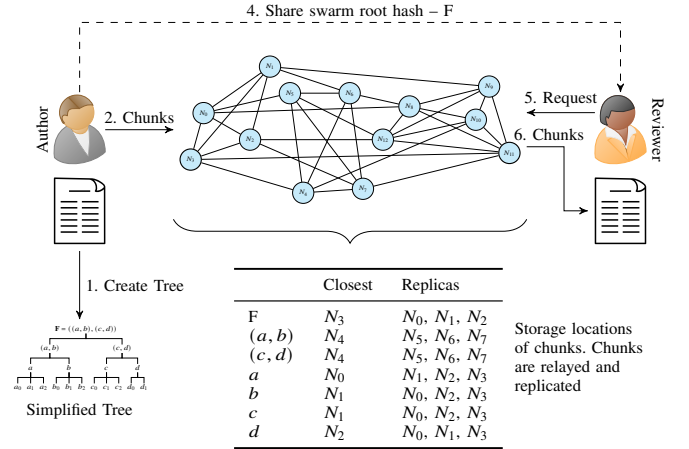 4. Share swarm root hash – F
Author
2. Chunks
N₁
N₀
N₅
N₆
N₉
N₈
N₁₀
N₂
N₁₂
N₃
N₁₁
N₄
N₇
5. Request
6. Chunks
Reviewer
1. Create Tree
F = ((a, b), (c, d))
(a, b) (c, d)
a b c d
a₀ a₁ a₂ b₀ b₁ b₂ c₀ c₁ c₂ d₀ d₁
Simplified Tree
Closest Replicas
F N₃ N₀, N₁, N₂
(a, b) N₄ N₅, N₆, N₇
(c, d) N₄ N₅, N₆, N₇
a N₀ N₁, N₂, N₃
b N₁ N₀, N₂, N₃
c N₁ N₀, N₂, N₃
d N₂ N₀, N₁, N₃
Storage locations
of chunks. Chunks
are relayed and
replicated